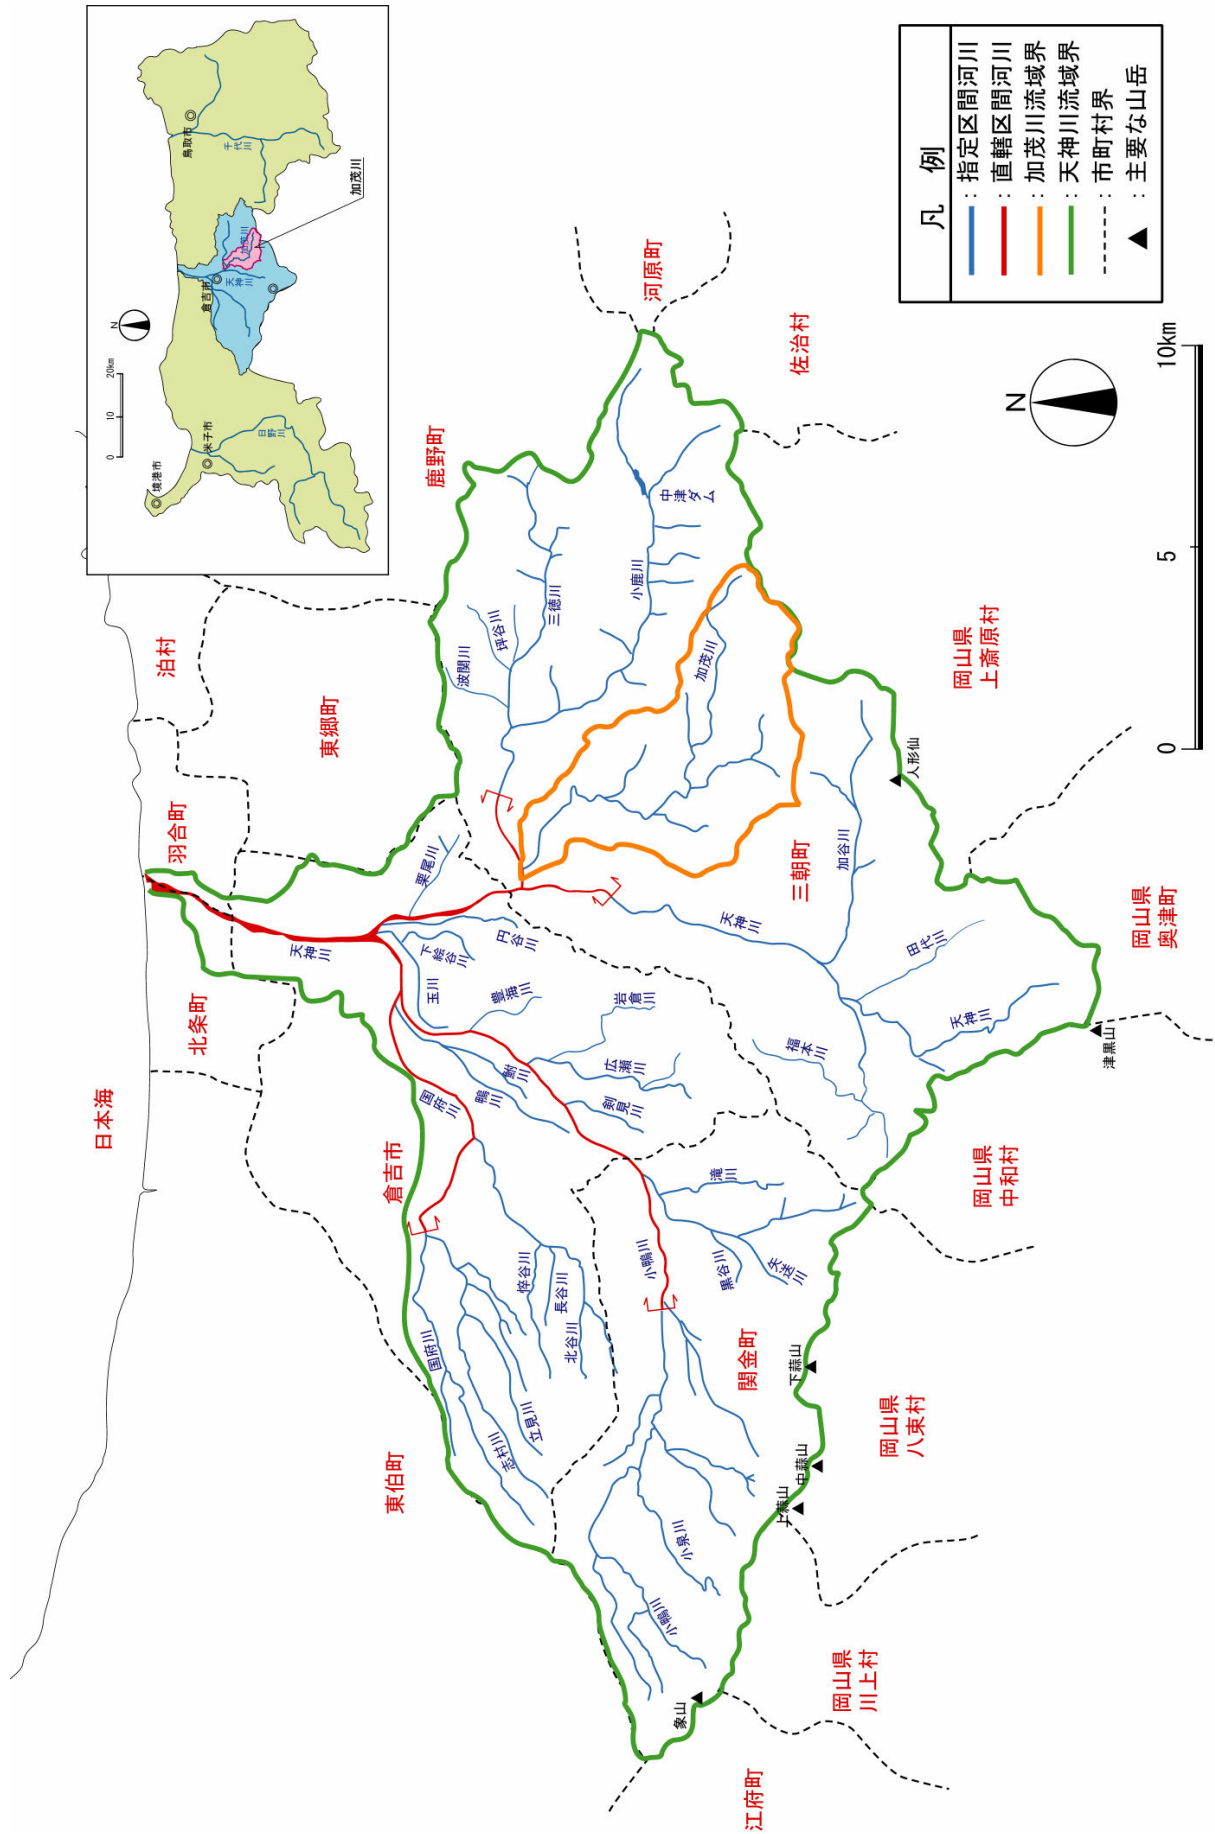 鳥取市
千代川
加茂川
加茂川
天神川
倉吉市
N
0
10
20km
米子市
境港市
日野川
凡 例
：指定区間河川
：直轄区間河川
：加茂川流域界
：天神川流域界
：市町村界
：主要な山岳
N
0
5
10km
日本海
泊村
東郷町
羽合町
北条町
倉吉市
東伯町
鹿野町
河原町
佐治村
三朝町
関金町
江府町
岡山県
上斎原村
岡山県
奥津町
岡山県
中和村
岡山県
八束村
岡山県
川上村
人形仙
津黒山
下蒜山
中蒜山
上蒜山
象山
中津ダム
小鹿川
三徳川
坪谷川
波関川
加茂川
加谷川
天神川
田代川
天神川
福本川
天神川
栗尾川
円谷川
下絵谷川
玉川
豊海川
岩倉川
広瀬川
剣見川
鮒川
鴨川
国府川
滝川
小鴨川
黒谷川
矢送川
悴谷川
長谷川
北谷川
国府川
立見川
志村川
小泉川
小鴨川